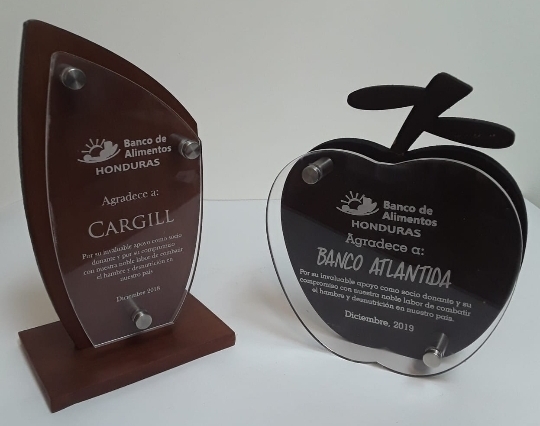 Banco de
Alimentos
HONDURAS
Agradece a:
CARGILL
Por su invaluable apoyo como socio
donante y por su compromiso
con nuestra noble labor de combatir
el hambre y desnutrición en
nuestro país
Diciembre 2018
Banco de
Alimentos
HONDURAS
Agradece a:
BANCO ATLANTIDA
Por su invaluable apoyo como socio donante y su
compromiso con nuestra noble labor de combatir
el hambre y desnutrición en nuestro país.
Diciembre, 2019